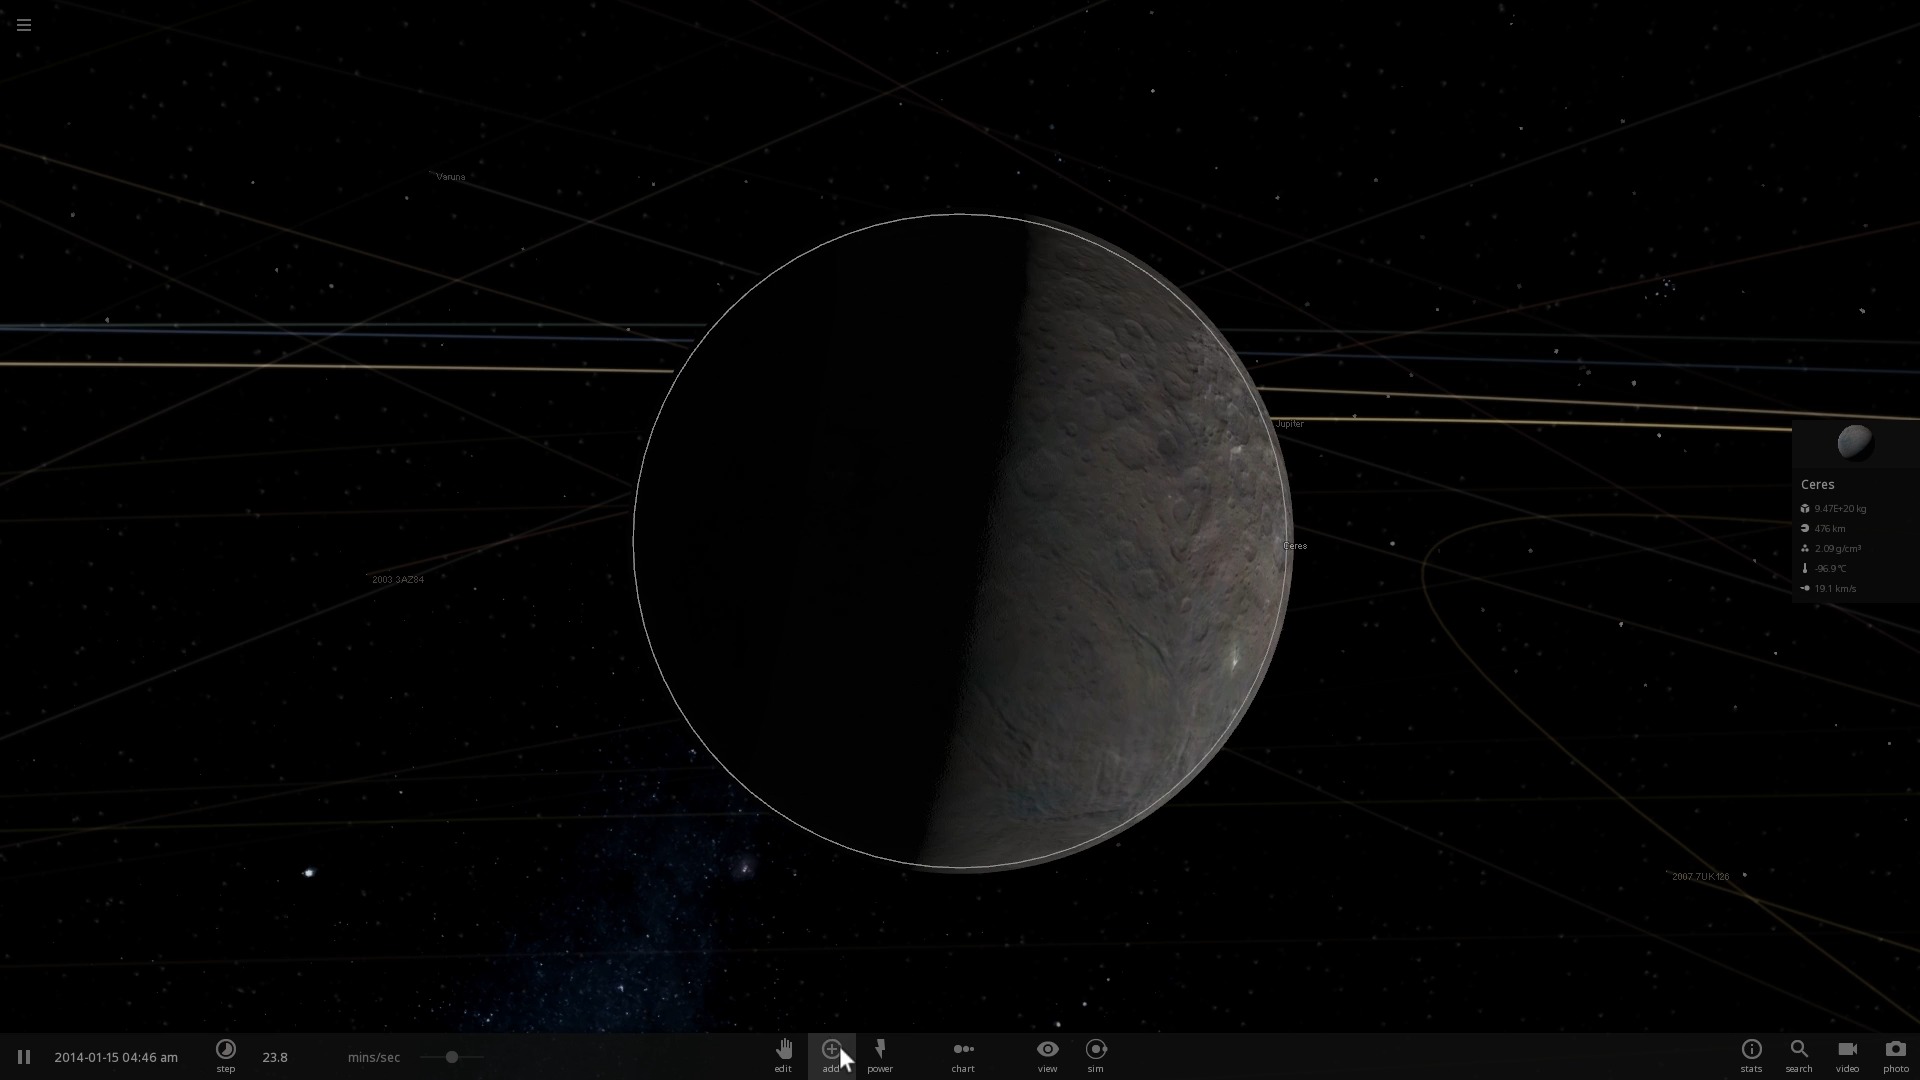 Varuna
Jupiter
Ceres
9.47E+20 kg
476 km
2.09 g/cm³
-96.9 °C
19.1 km/s
Ceres
2003 3AZ84
2007 7UK126
2014-01-15 04:46 am
step
23.8
mins/sec
edit
add
power
chart
view
sim
stats
search
video
photo